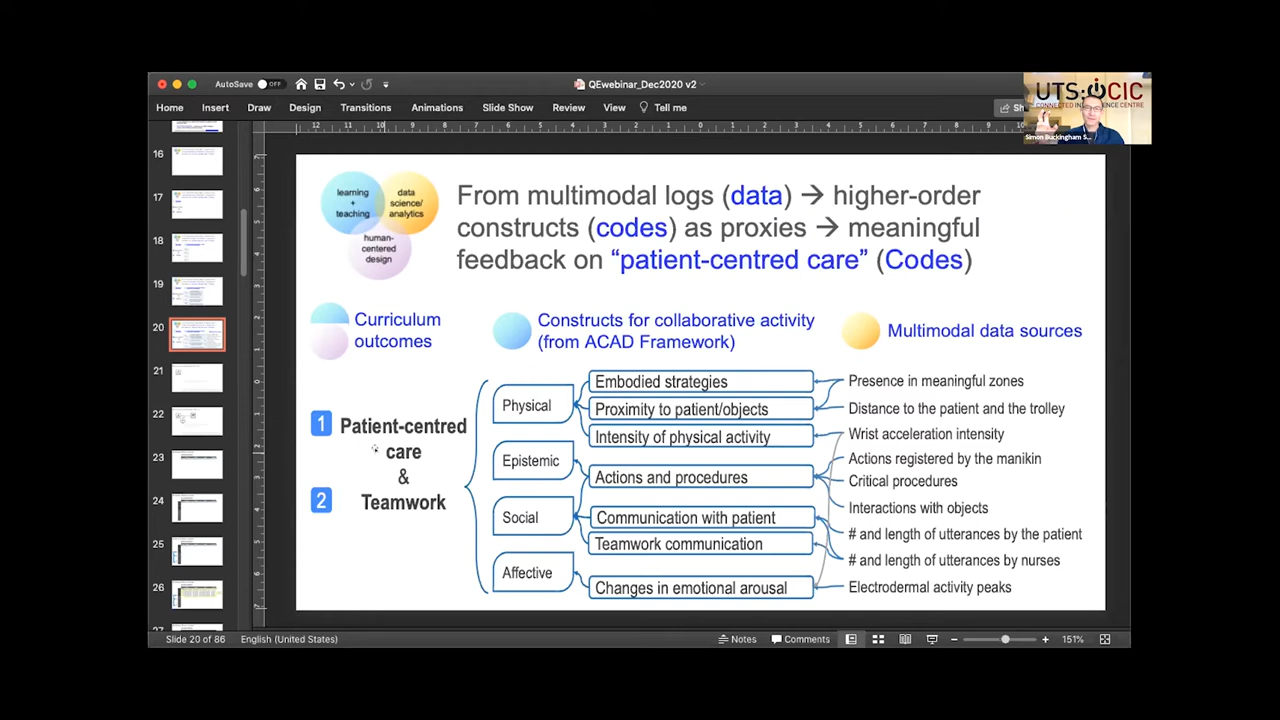 AutoSave OFF
QEwebinar_Dec2020 v2
Home Insert Draw Design Transitions Animations Slide Show Review View Tell me
Sh
UTS:CIC
Simon Buckingham S...
16
17
18
19
20
21
22
23
24
25
26
learning
+
teaching
data
science/
analytics
human-
centered
design
From multimodal logs (data) → higher-order
constructs (codes) as proxies → meaningful
feedback on “patient-centred care” (Codes)
Curriculum
outcomes
Constructs for collaborative activity
(from ACAD Framework)
Multimodal data sources
1
Patient-centred
care
&
2
Teamwork
Physical
Epistemic
Social
Affective
Embodied strategies
Proximity to patient/objects
Intensity of physical activity
Actions and procedures
Communication with patient
Teamwork communication
Changes in emotional arousal
Presence in meaningful zones
Distance to the patient and the trolley
Wrist acceleration intensity
Actions registered by the manikin
Critical procedures
Interactions with objects
# and length of utterances by the patient
# and length of utterances by nurses
Electrodermal activity peaks
Slide 20 of 86 English (United States) Notes Comments 151%